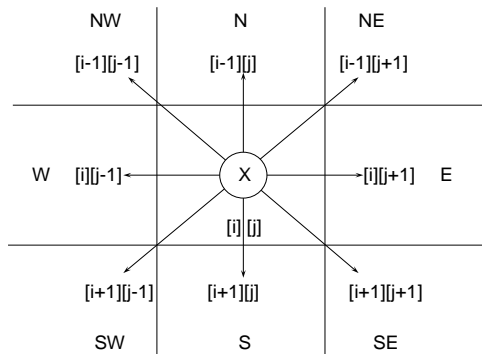 NW N NE
[i-1][j-1] [i-1][j] [i-1][j+1]
W [i][j-1] X [i][j+1] E
[i] [j]
[i+1][j-1] [i+1][j] [i+1][j+1]
SW S SE